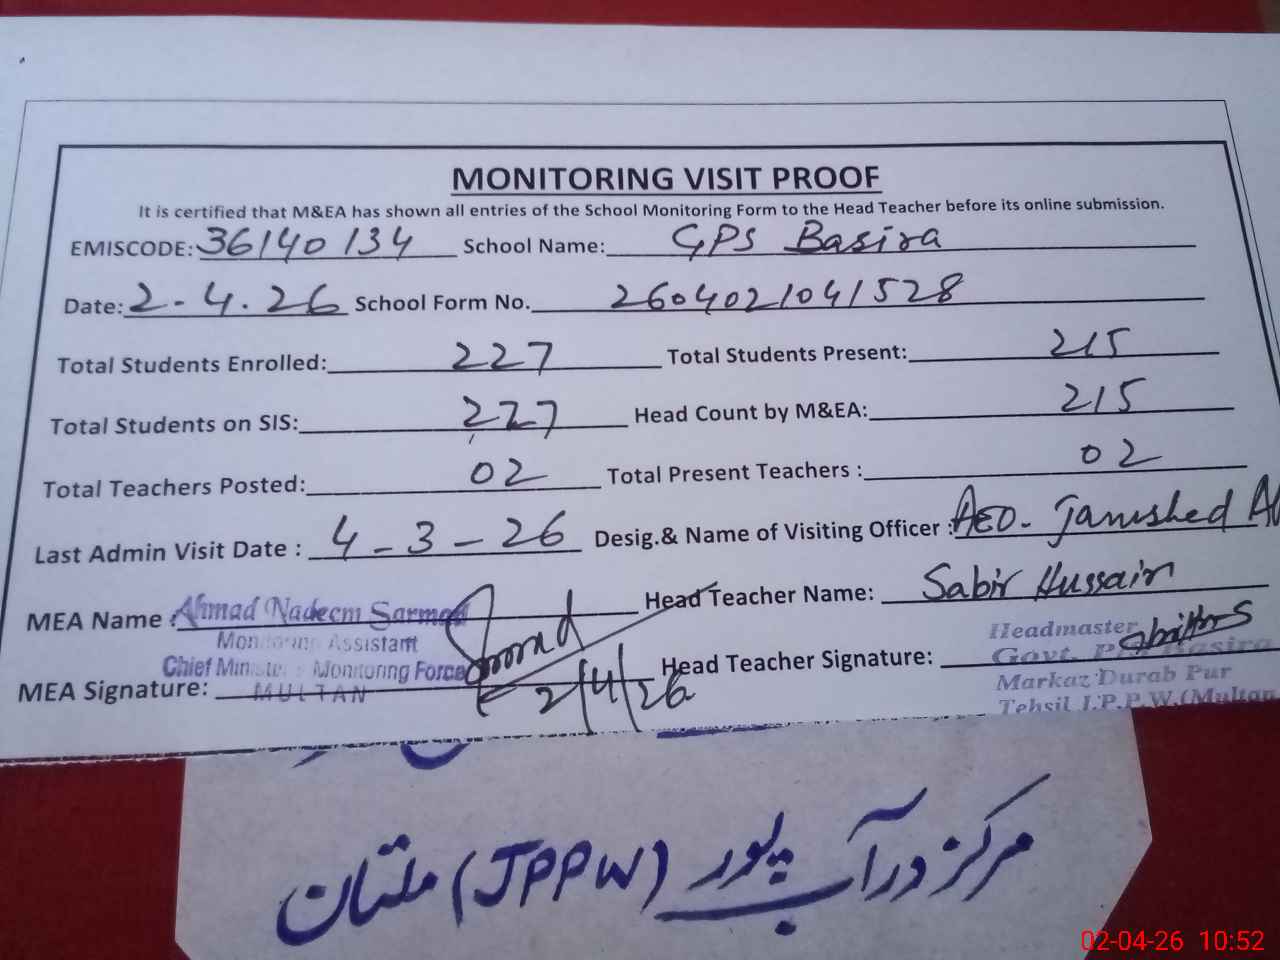 MONITORING VISIT PROOF
It is certified that M&EA has shown all entries of the School Monitoring Form to the Head Teacher before its online submission.
EMISCODE: 36140134 School Name: GPS Basira
Date: 2-4.26 School Form No. 2604021041528
Total Students Enrolled: 227 Total Students Present: 215
Total Students on SIS: 227 Head Count by M&EA: 215
Total Teachers Posted: 02 Total Present Teachers : 02
Last Admin Visit Date : 4-3-26 Desig.& Name of Visiting Officer : AEO. Jamshed
MEA Name : Ahmad Nadeem Sarmad Head Teacher Name: Sabir Hussain
Monitoring Assistant
Chief Minister's Monitoring Force
MULTAN
MEA Signature: 2/4/26 Head Teacher Signature:
Headmaster
Govt. P/S Basira
Markaz Durab Pur
Tehsil J.P.P.W.(Multan
مرکز درآب پور (JPPW) ملتان
02-04-26 10:52